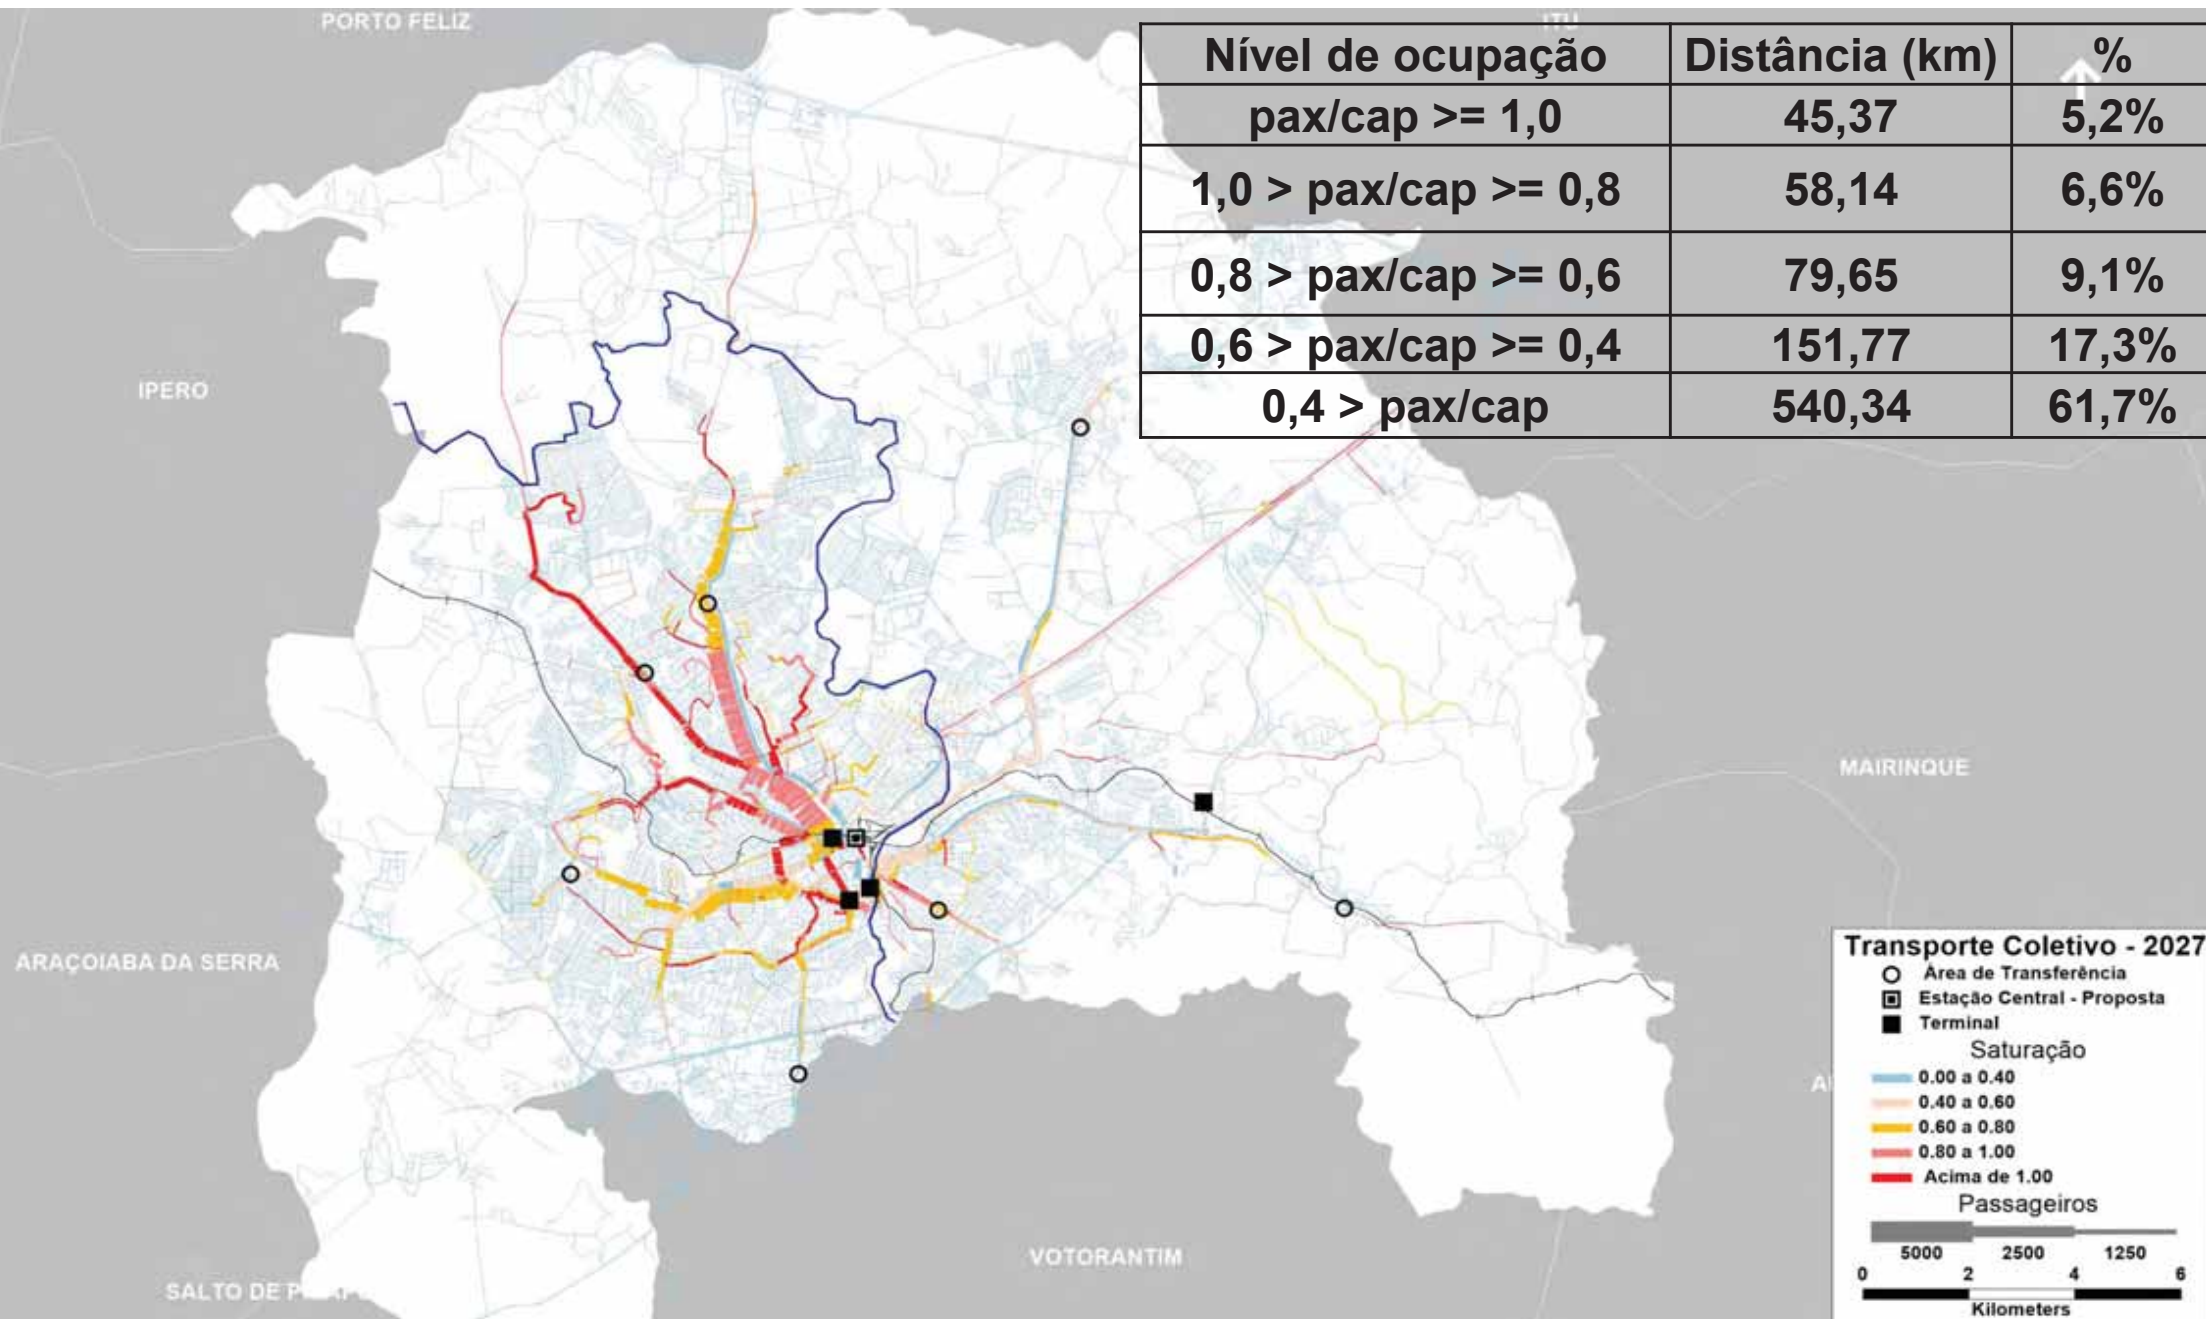 PORTO FELIZ
ITU
Nível de ocupação Distância (km) %
pax/cap >= 1,0 45,37 5,2%
1,0 > pax/cap >= 0,8 58,14 6,6%
0,8 > pax/cap >= 0,6 79,65 9,1%
0,6 > pax/cap >= 0,4 151,77 17,3%
0,4 > pax/cap 540,34 61,7%
IPERO
MAIRINQUE
ARAÇOIABA DA SERRA
VOTORANTIM
SALTO DE
Transporte Coletivo - 2027
Área de Transferência
Estação Central - Proposta
Terminal
Saturação
0.00 a 0.40
0.40 a 0.60
0.60 a 0.80
0.80 a 1.00
Acima de 1.00
Passageiros
5000 2500 1250
0 2 4 6
Kilometers